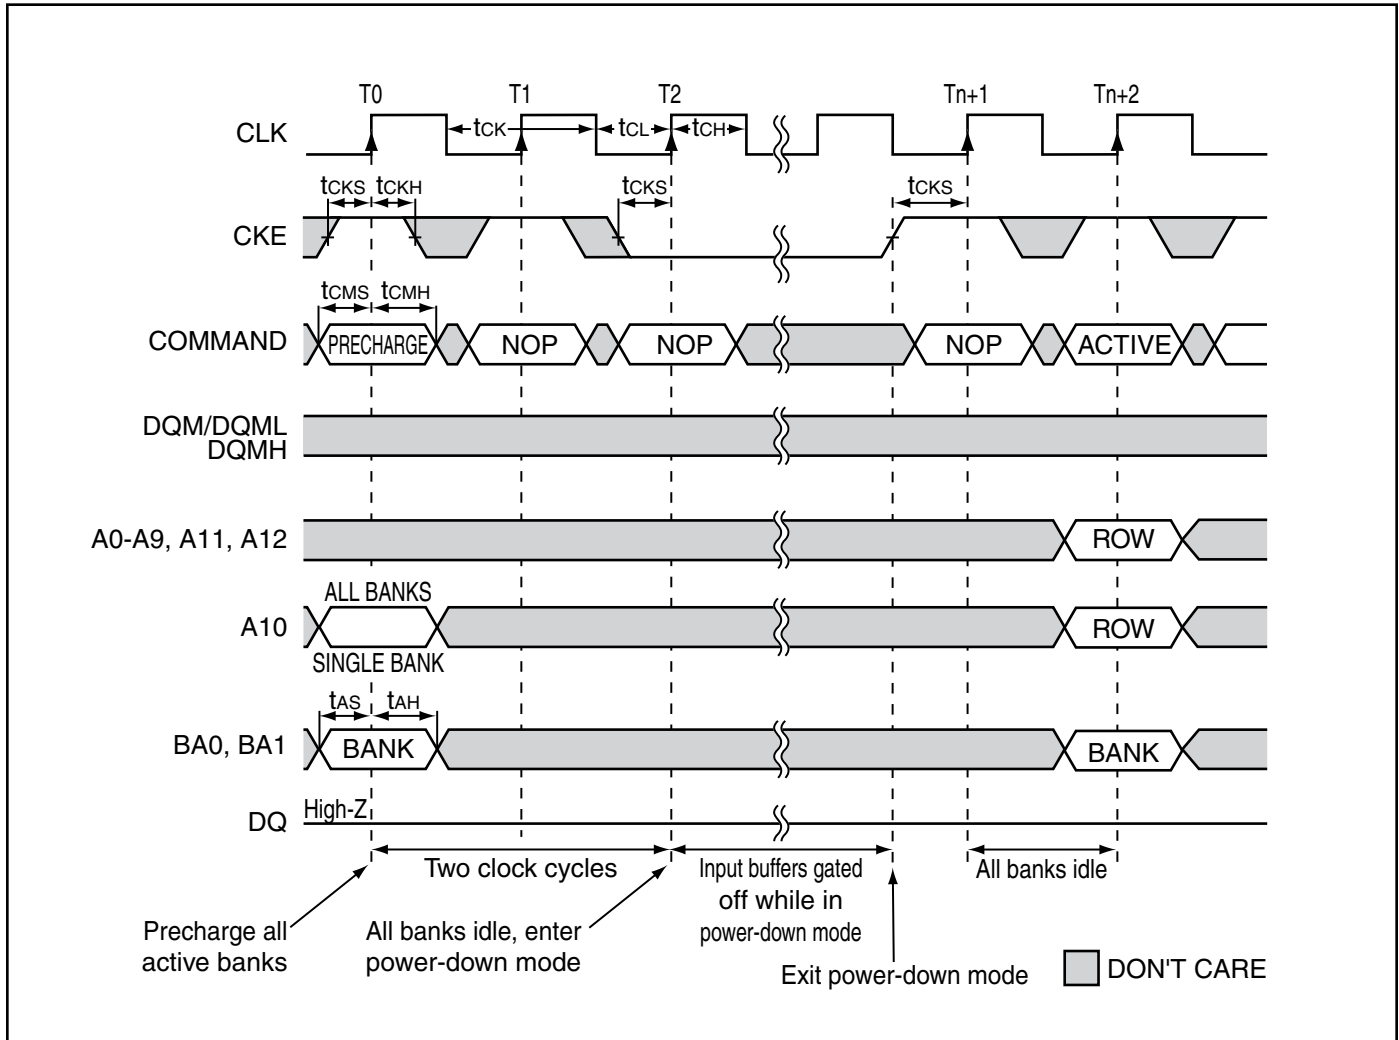 T0 T1 T2 Tn+1 Tn+2
CLK tCK tCL tCH
tCKS tCKH tCKS tCKS
CKE
tCMS tCMH
COMMAND PRECHARGE NOP NOP NOP ACTIVE
DQM/DQML
DQMH
A0-A9, A11, A12 ROW
ALL BANKS
A10 ROW
SINGLE BANK
tAS tAH
BA0, BA1 BANK BANK
High-Z
DQ
Two clock cycles
Input buffers gated
off while in
power-down mode
All banks idle
Precharge all
active banks
All banks idle, enter
power-down mode
Exit power-down mode
DON'T CARE